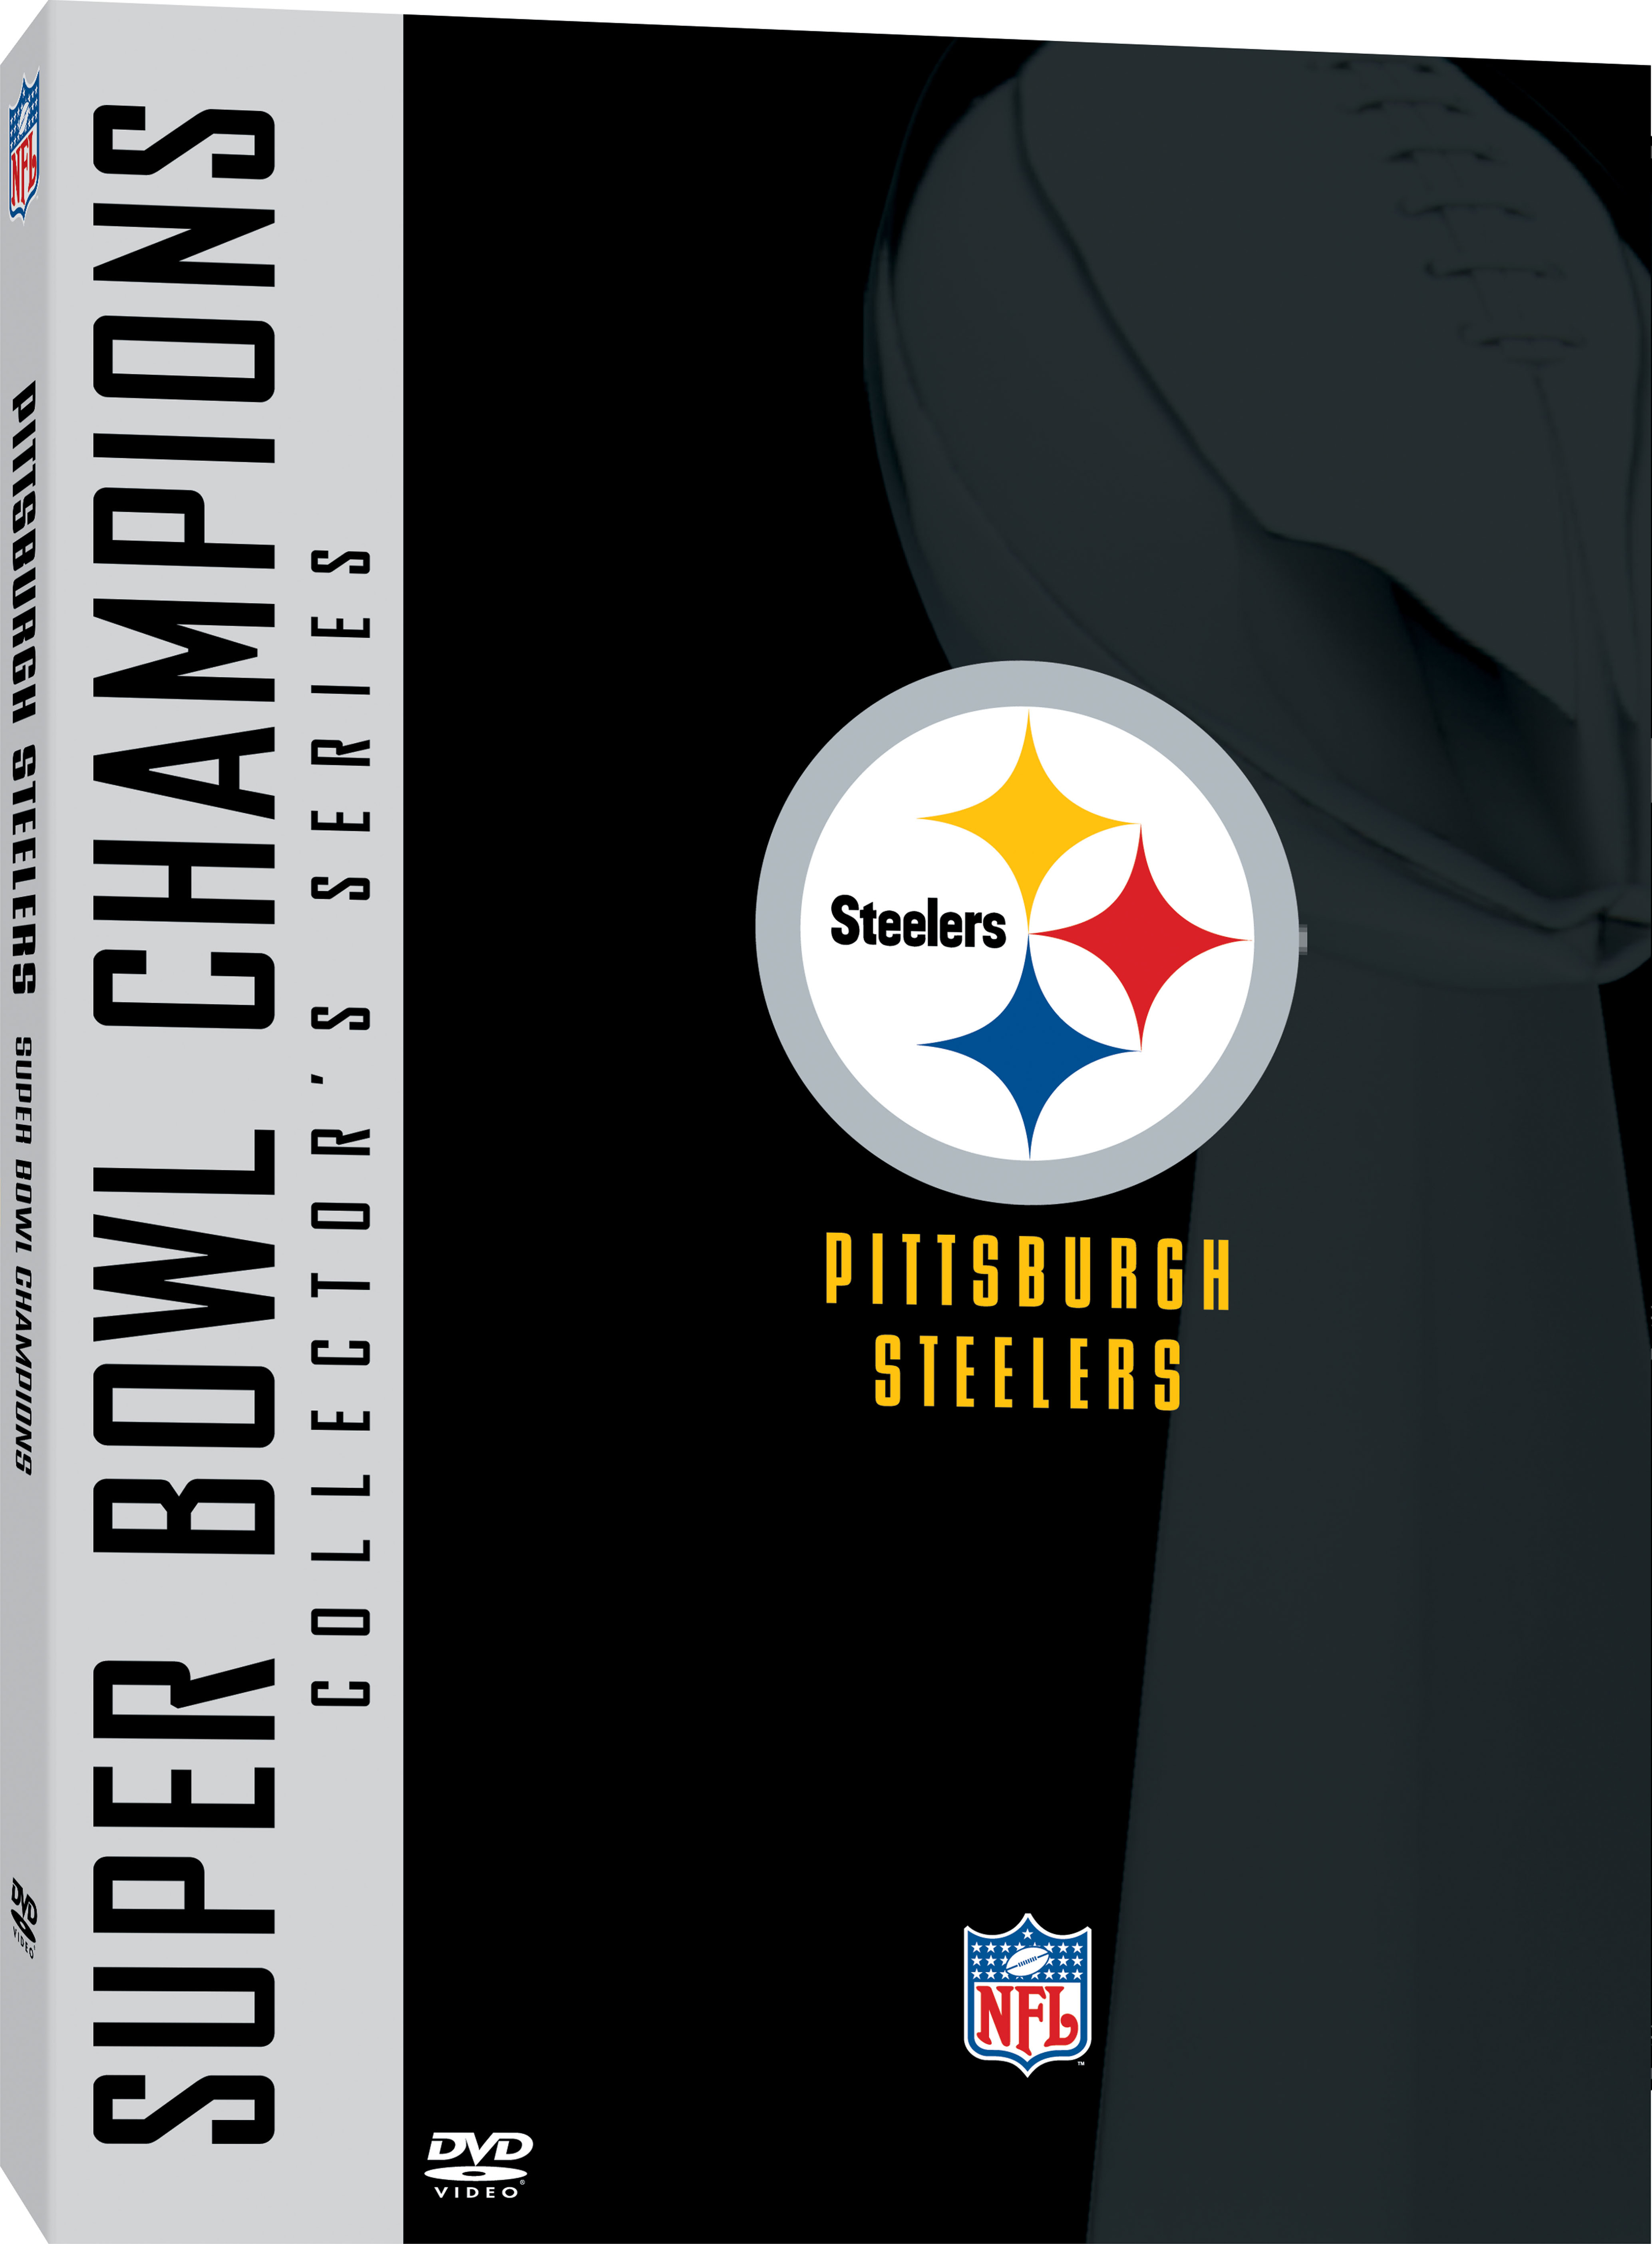 NFL
PITTSBURGH STEELERS SUPER BOWL CHAMPIONS
DVD
VIDEO
SUPER BOWL CHAMPIONS
COLLECTOR'S SERIES
Steelers
PITTSBURGH
STEELERS
NFL
™
DVD
VIDEO®